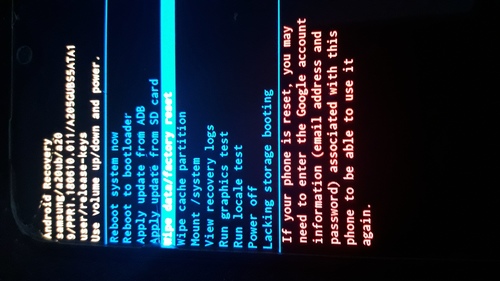 Android Recovery
samsung/a20ub/a20
9/PPR1.180610.011/A205GUBS5ATA1
user/release-keys
Use volume up/down and power.
Reboot system now
Reboot to bootloader
Apply update from ADB
Apply update from SD card
Wipe data/factory reset
Wipe cache partition
Mount /system
View recovery logs
Run graphics test
Run locale test
Power off
Lacking storage booting
If your phone is reset, you may
need to enter the Google account
information (email address and
password) associated with this
phone to be able to use it
again.